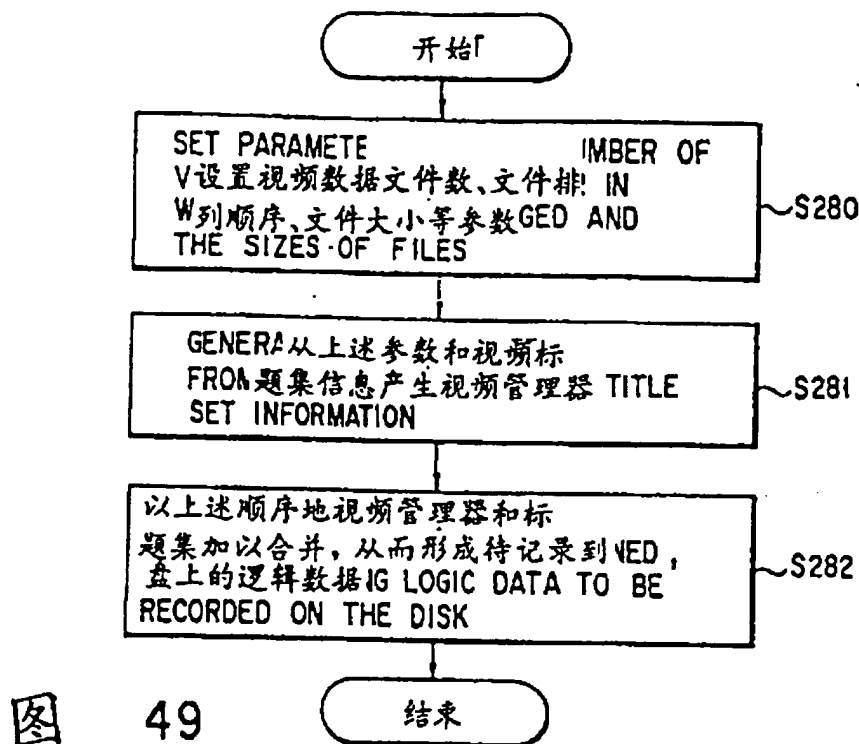 开始
SET PARAMETE IMBER OF
V设置视频数据文件数、文件排! IN
W列顺序、文件大小等参数GED AND
THE SIZES OF FILES
S280
GENERA从上述参数和视频标
FROM题集信息产生视频管理器 TITLE
SET INFORMATION
S281
以上述顺序地视频管理器和标
题集加以合并，从而形成待记录到NED,
盘上的逻辑数据IG LOGIC DATA TO BE
RECORDED ON THE DISK
S282
结束
图 49